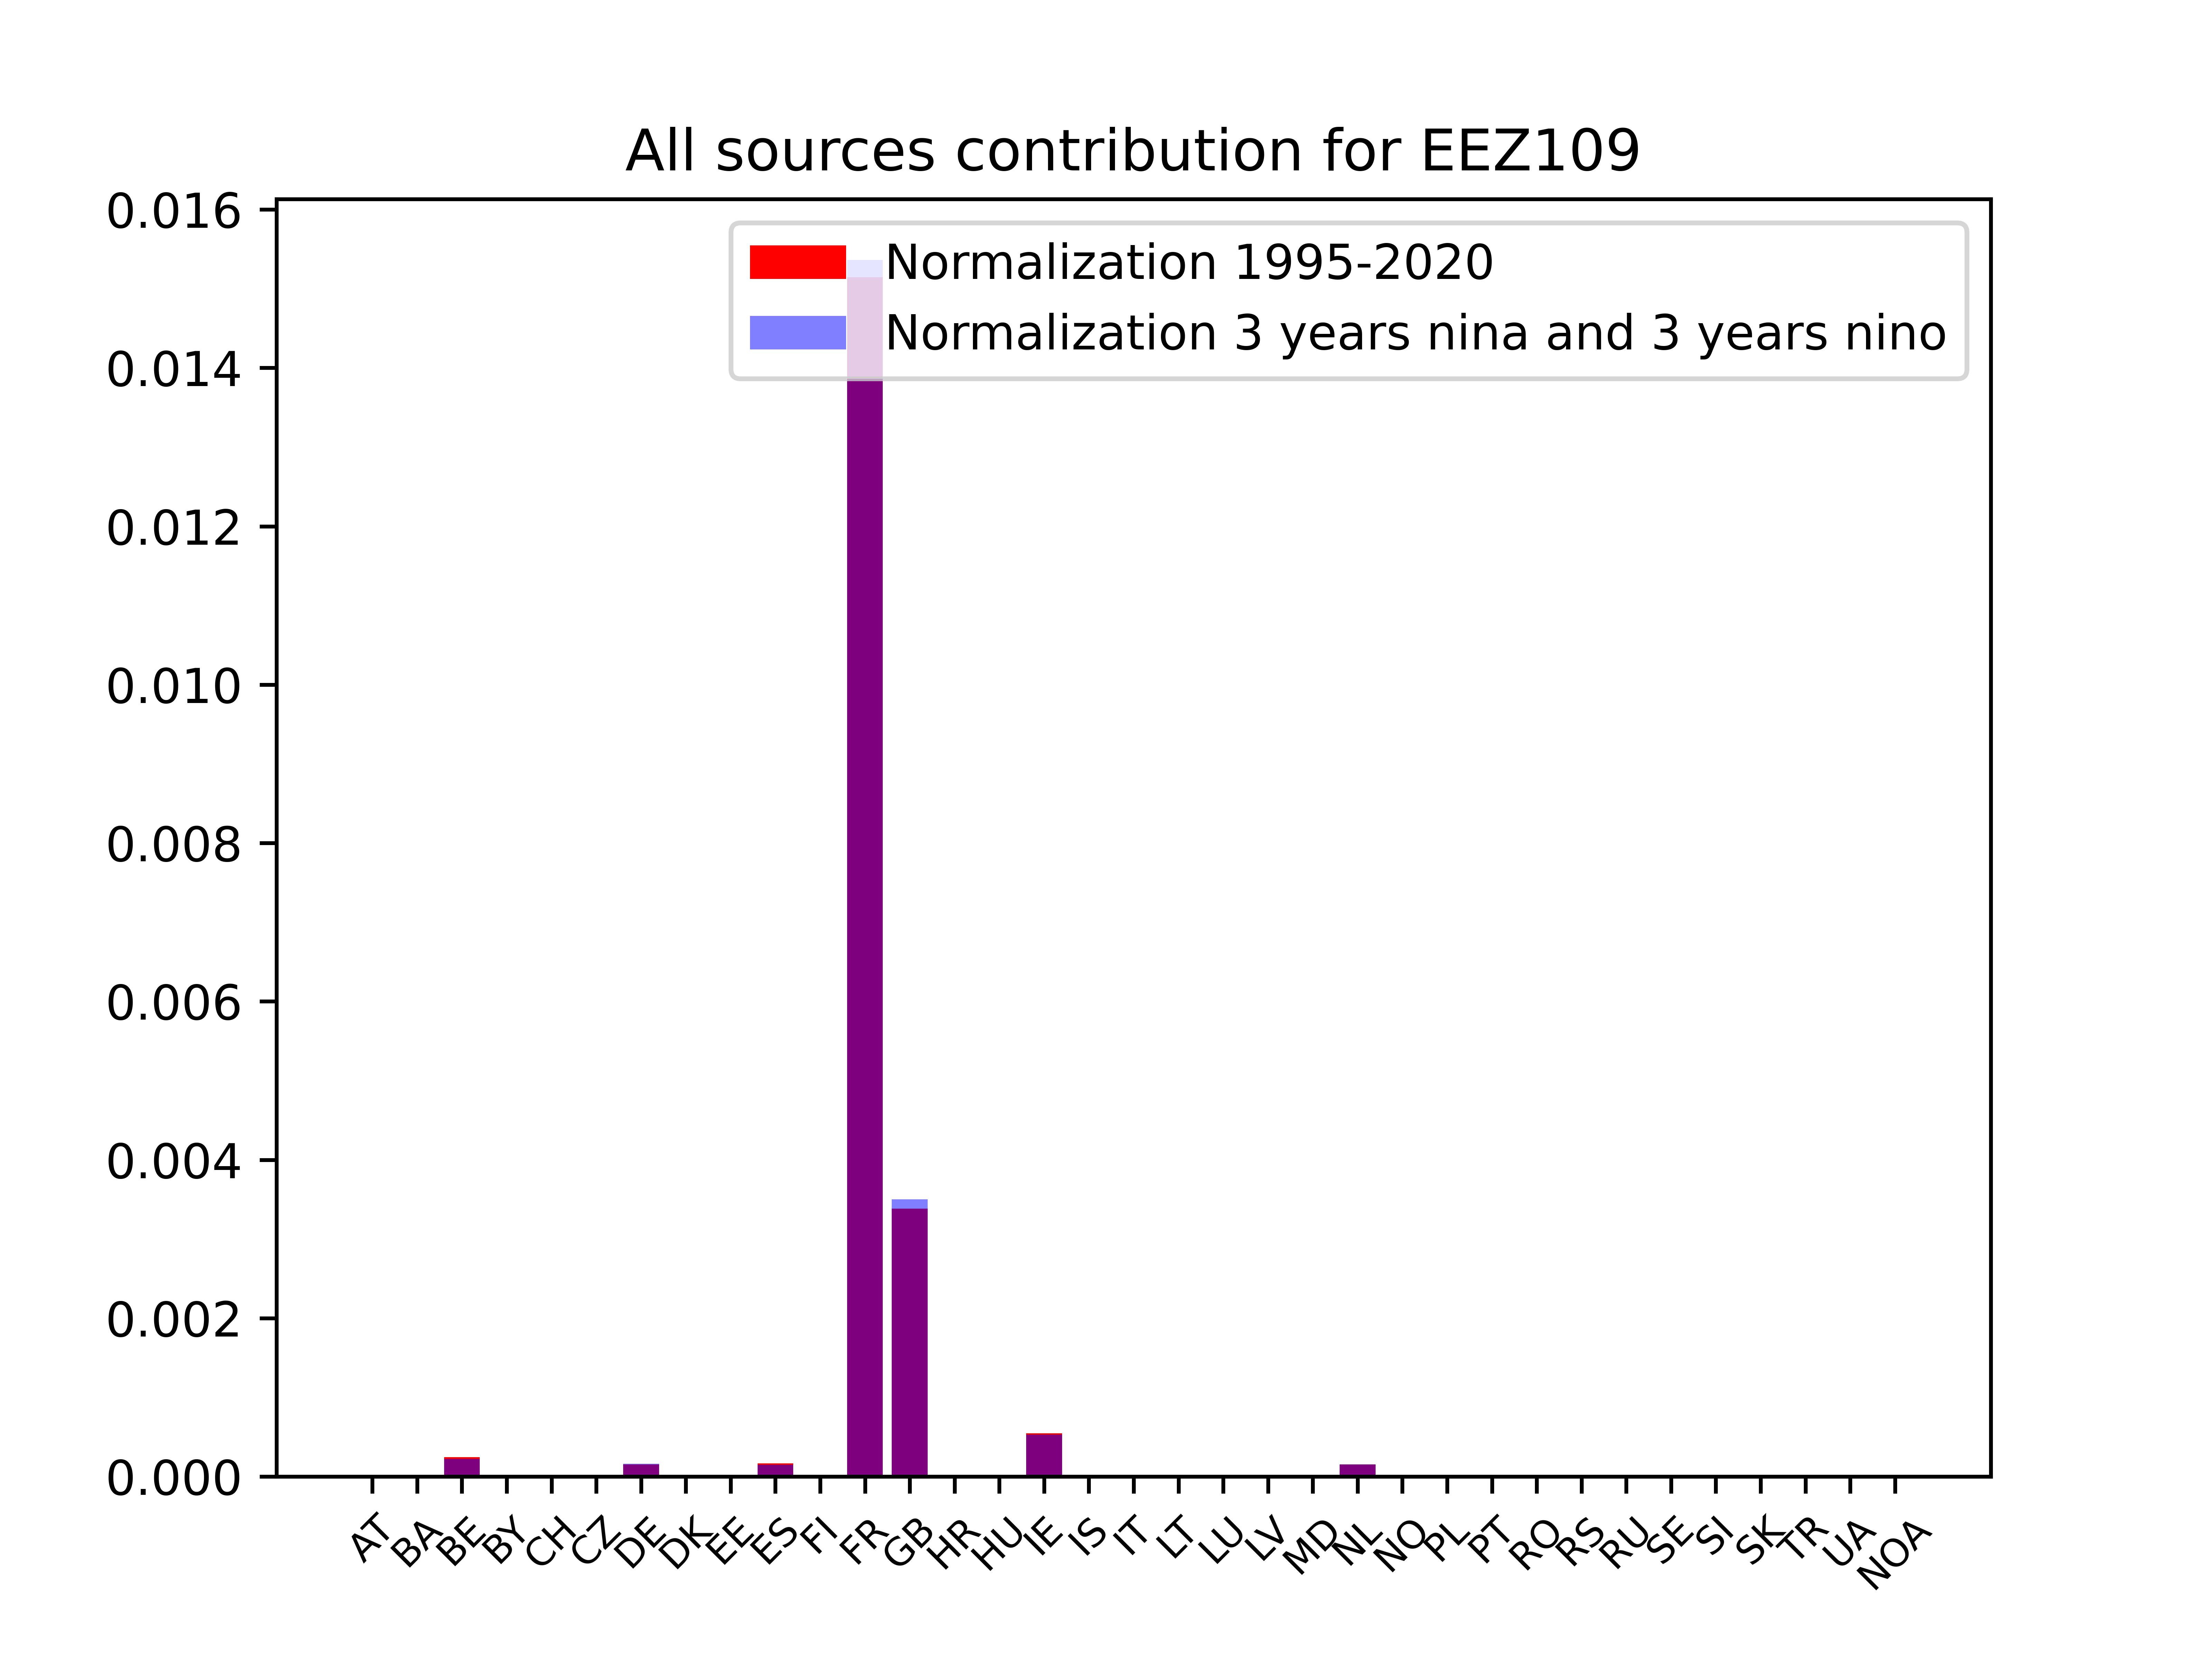 All sources contribution for EEZ109
0.016
0.014
0.012
0.010
0.008
0.006
0.004
0.002
0.000
Normalization 1995-2020
Normalization 3 years nina and 3 years nino
AT
BA
BE
BY
CH
CZ
DE
DK
EE
ES
FI
FR
GB
HR
HU
IE
IS
IT
LT
LU
LV
MD
NL
NO
PL
PT
RO
RS
RU
SE
SI
SK
TR
UA
NOA